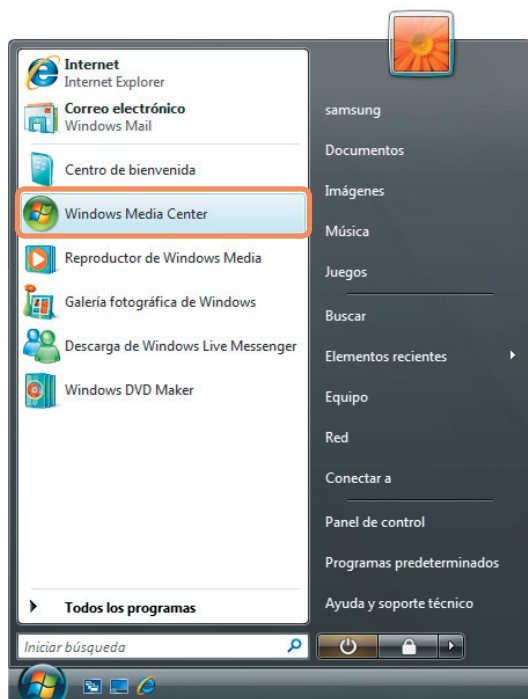 Internet
Internet Explorer
Correo electrónico
Windows Mail
Centro de bienvenida
Windows Media Center
Reproductor de Windows Media
Galería fotográfica de Windows
Descarga de Windows Live Messenger
Windows DVD Maker
Todos los programas
Iniciar búsqueda
samsung
Documentos
Imágenes
Música
Juegos
Buscar
Elementos recientes
Equipo
Red
Conectar a
Panel de control
Programas predeterminados
Ayuda y soporte técnico